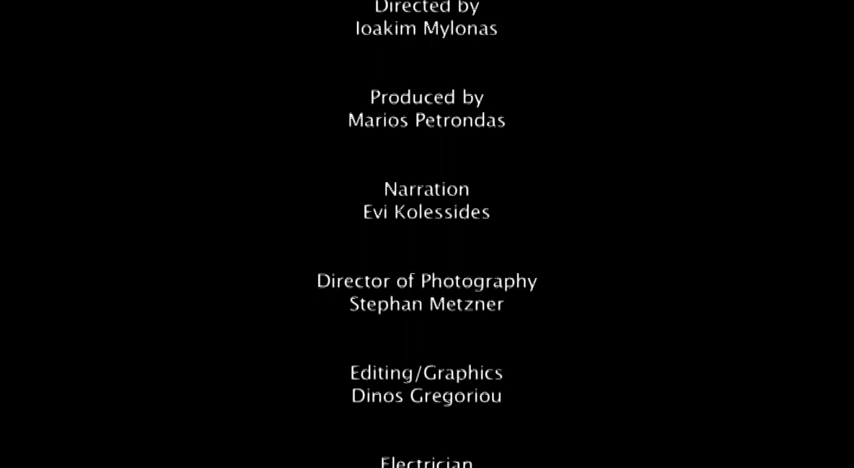 Directed by
Ioakim Mylonas
Produced by
Marios Petrondas
Narration
Evi Kolessides
Director of Photography
Stephan Metzner
Editing/Graphics
Dinos Gregoriou
Electrician